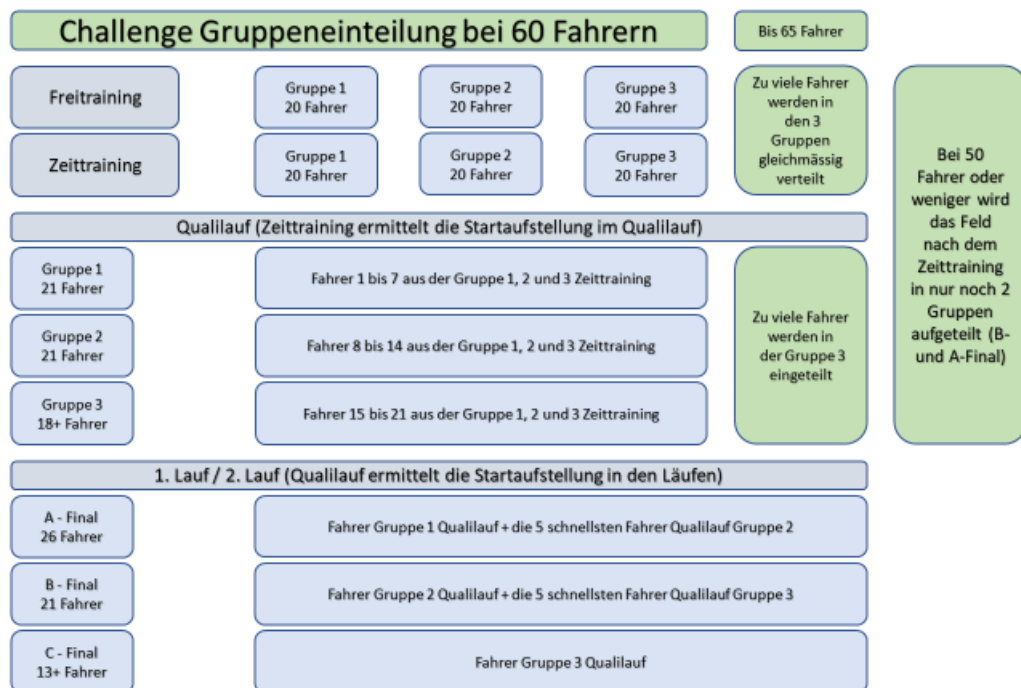 Challenge Gruppeneinteilung bei 60 Fahrern
Bis 65 Fahrer
Freitraining
Gruppe 1
20 Fahrer
Gruppe 2
20 Fahrer
Gruppe 3
20 Fahrer
Zeittraining
Gruppe 1
20 Fahrer
Gruppe 2
20 Fahrer
Gruppe 3
20 Fahrer
Zu viele Fahrer
werden in
den 3
Gruppen
gleichmässig
verteilt
Bei 50
Fahrer oder
weniger wird
das Feld
nach dem
Zeittraining
in nur noch 2
Gruppen
aufgeteilt (B-
und A-Final)
Qualilauf (Zeittraining ermittelt die Startaufstellung im Qualilauf)
Gruppe 1
21 Fahrer
Fahrer 1 bis 7 aus der Gruppe 1, 2 und 3 Zeittraining
Gruppe 2
21 Fahrer
Fahrer 8 bis 14 aus der Gruppe 1, 2 und 3 Zeittraining
Gruppe 3
18+ Fahrer
Fahrer 15 bis 21 aus der Gruppe 1, 2 und 3 Zeittraining
Zu viele Fahrer
werden in
der Gruppe 3
eingeteilt
1. Lauf / 2. Lauf (Qualilauf ermittelt die Startaufstellung in den Läufen)
A - Final
26 Fahrer
Fahrer Gruppe 1 Qualilauf + die 5 schnellsten Fahrer Qualilauf Gruppe 2
B - Final
21 Fahrer
Fahrer Gruppe 2 Qualilauf + die 5 schnellsten Fahrer Qualilauf Gruppe 3
C - Final
13+ Fahrer
Fahrer Gruppe 3 Qualilauf